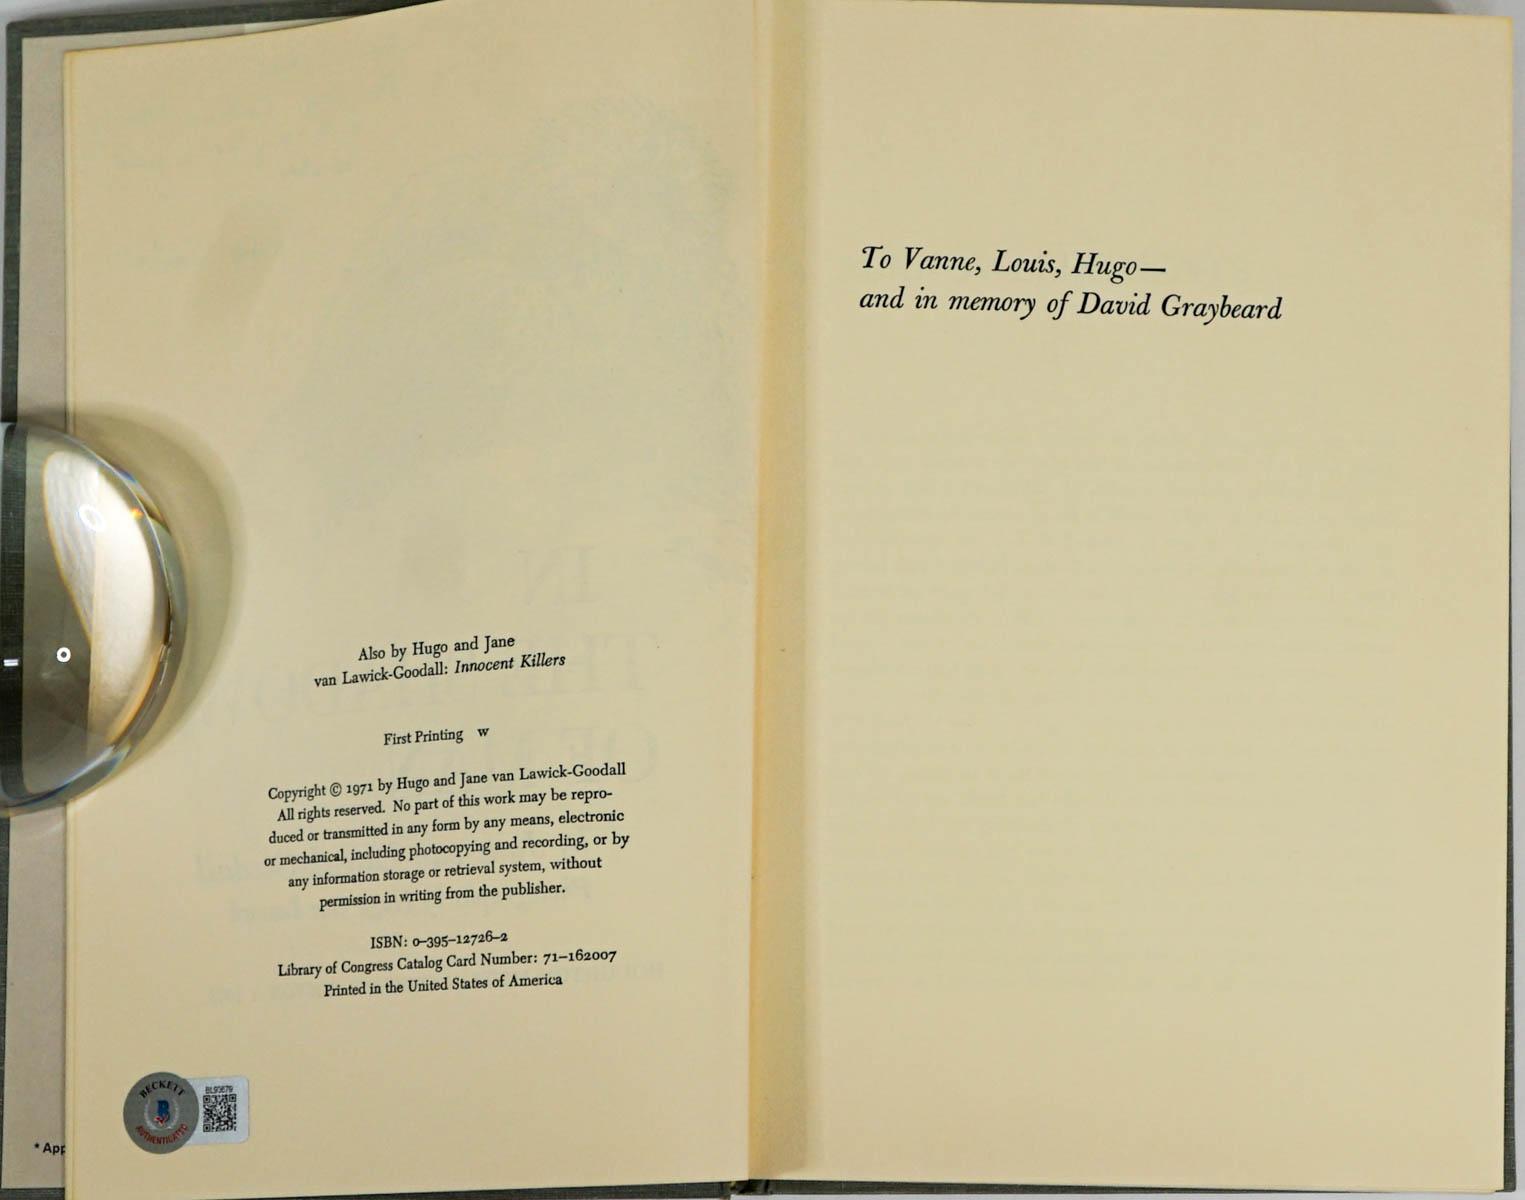 Also by Hugo and Jane
van Lawick-Goodall: Innocent Killers
First Printing w
Copyright © 1971 by Hugo and Jane van Lawick-Goodall
All rights reserved. No part of this work may be repro-
duced or transmitted in any form by any means, electronic
or mechanical, including photocopying and recording, or by
any information storage or retrieval system, without
permission in writing from the publisher.
ISBN: 0-395-12726-2
Library of Congress Catalog Card Number: 71-162007
Printed in the United States of America
BECKETT
B
AUTHENTICATED
BL93679
* App
To Vanne, Louis, Hugo—
and in memory of David Graybeard